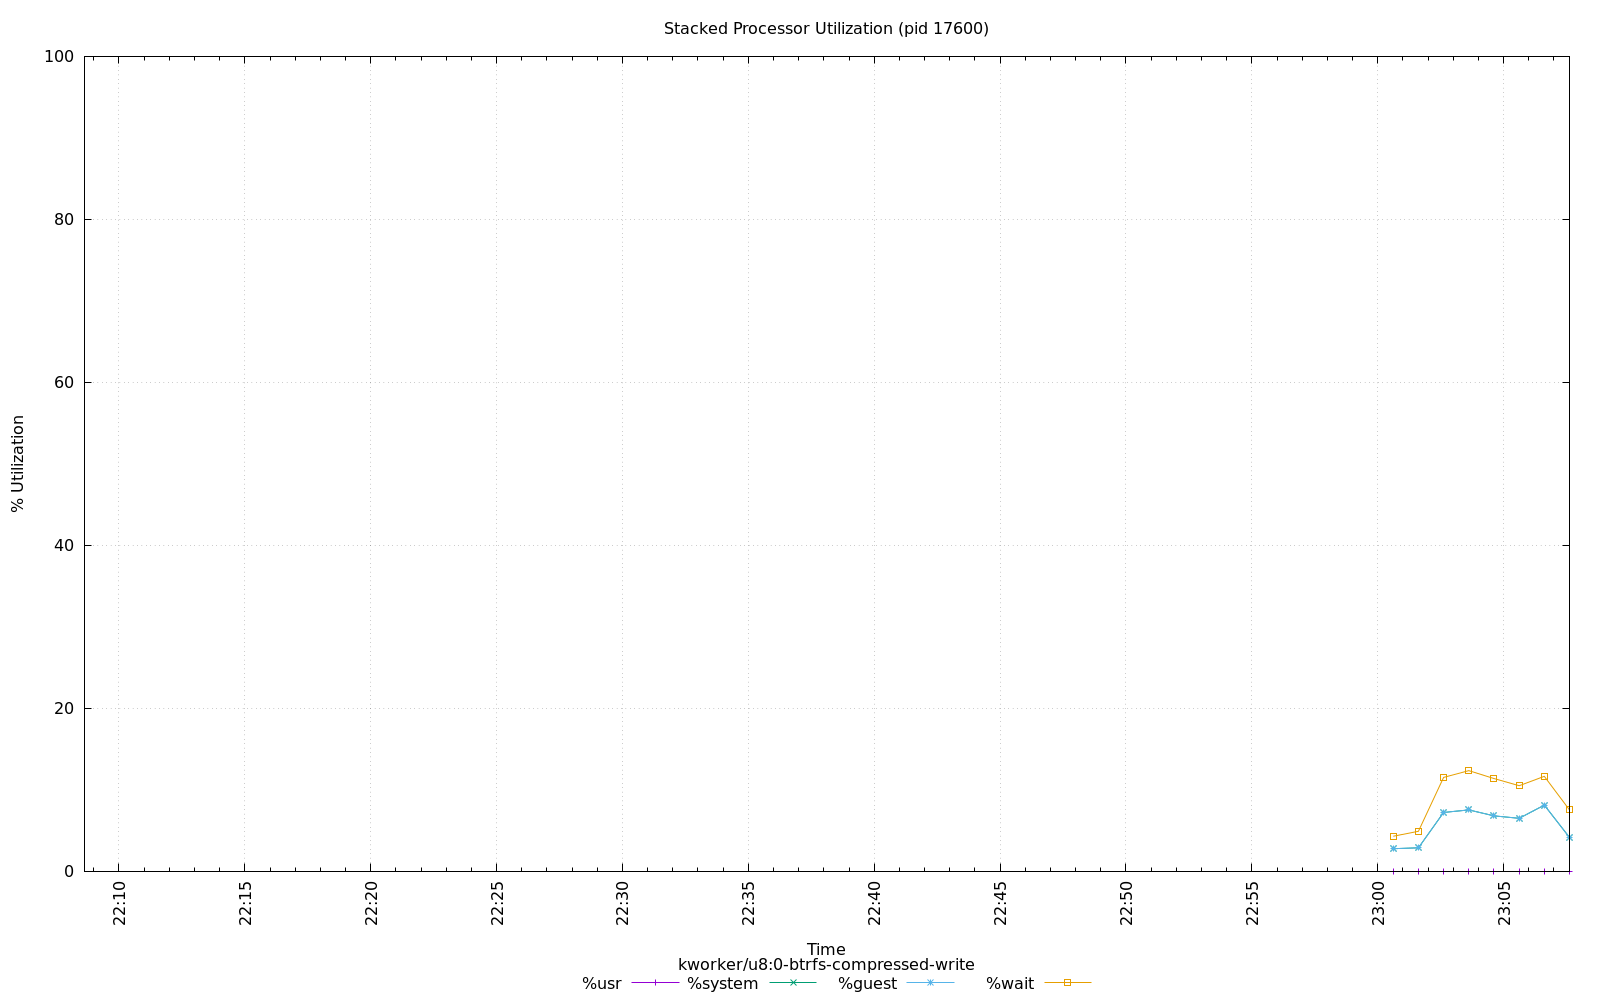 Stacked Processor Utilization (pid 17600)
100
80
60
40
20
0
% Utilization
22:10 22:15 22:20 22:25 22:30 22:35 22:40 22:45 22:50 22:55 23:00 23:05
Time
kworker/u8:0-btrfs-compressed-write
%usr %system %guest %wait